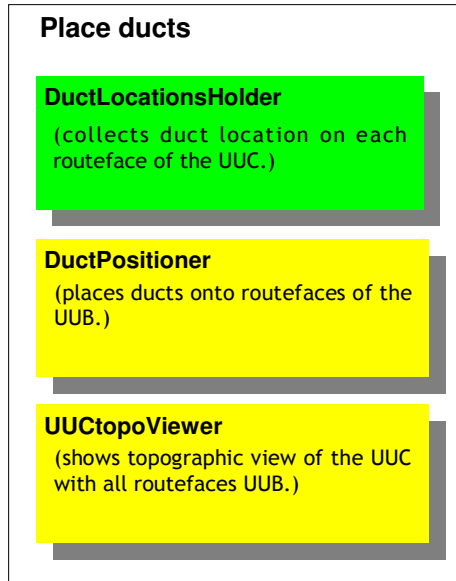 Place ducts
DuctLocationsHolder
(collects duct location on each
routeface of the UUC.)
DuctPositioner
(places ducts onto routefaces of the
UUB.)
UUCtopoViewer
(shows topographic view of the UUC
with all routefaces UUB.)